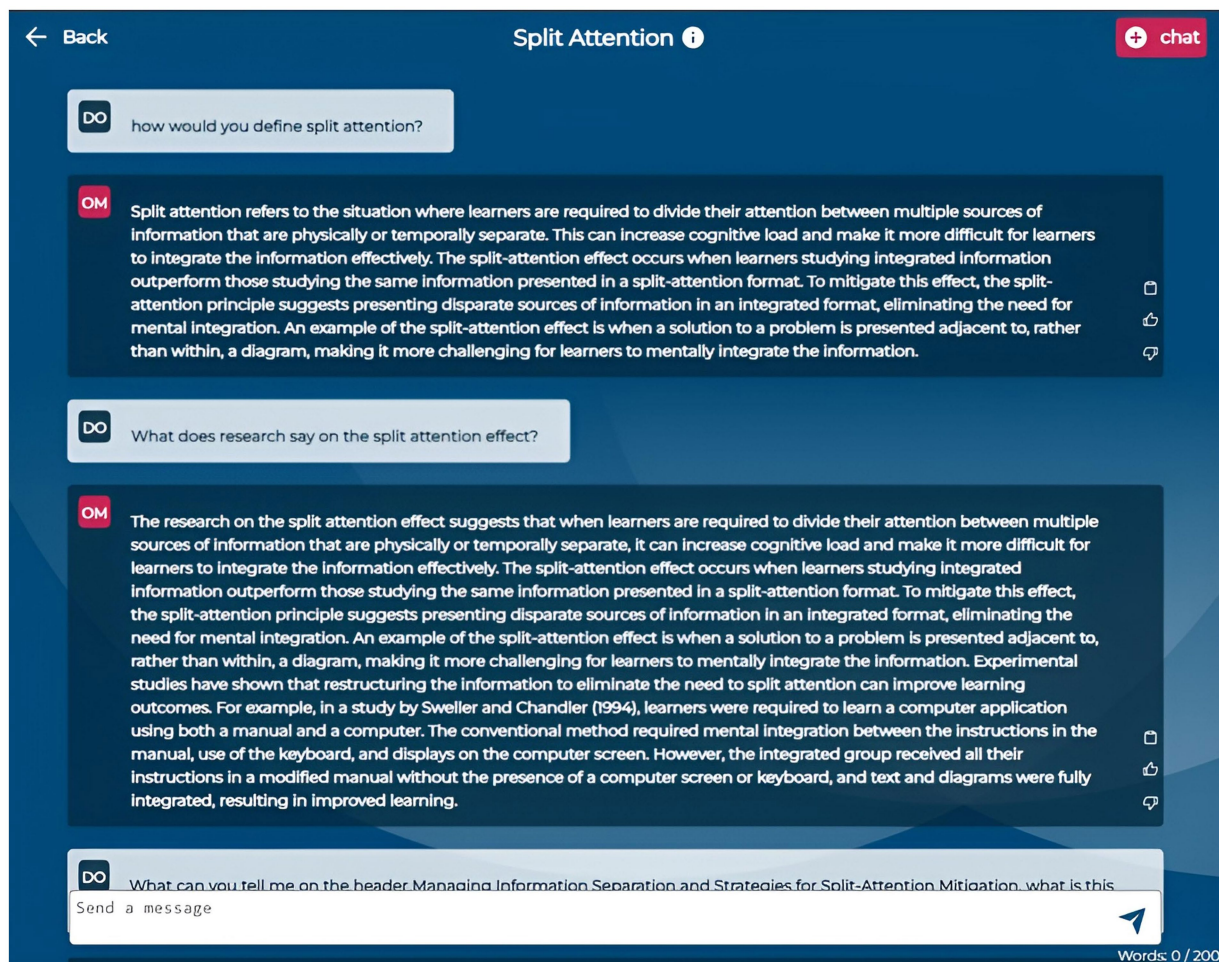 Back
Split Attention
chat
DO
how would you define split attention?
OM
Split attention refers to the situation where learners are required to divide their attention between multiple sources of
information that are physically or temporally separate. This can increase cognitive load and make it more difficult for learners
to integrate the information effectively. The split-attention effect occurs when learners studying integrated information
outperform those studying the same information presented in a split-attention format. To mitigate this effect, the split-
attention principle suggests presenting disparate sources of information in an integrated format, eliminating the need for
mental integration. An example of the split-attention effect is when a solution to a problem is presented adjacent to, rather
than within, a diagram, making it more challenging for learners to mentally integrate the information.
DO
What does research say on the split attention effect?
OM
The research on the split attention effect suggests that when learners are required to divide their attention between multiple
sources of information that are physically or temporally separate, it can increase cognitive load and make it more difficult for
learners to integrate the information effectively. The split-attention effect occurs when learners studying integrated
information outperform those studying the same information presented in a split-attention format. To mitigate this effect,
the split-attention principle suggests presenting disparate sources of information in an integrated format, eliminating the
need for mental integration. An example of the split-attention effect is when a solution to a problem is presented adjacent to,
rather than within, a diagram, making it more challenging for learners to mentally integrate the information. Experimental
studies have shown that restructuring the information to eliminate the need to split attention can improve learning
outcomes. For example, in a study by Sweller and Chandler (1994), learners were required to learn a computer application
using both a manual and a computer. The conventional method required mental integration between the instructions in the
manual, use of the keyboard, and displays on the computer screen. However, the integrated group received all their
instructions in a modified manual without the presence of a computer screen or keyboard, and text and diagrams were fully
integrated, resulting in improved learning.
DO
What can you tell me on the header Managing Information Separation and Strategies for Split-Attention Mitigation, what is this
Send a message
Words: 0 / 200